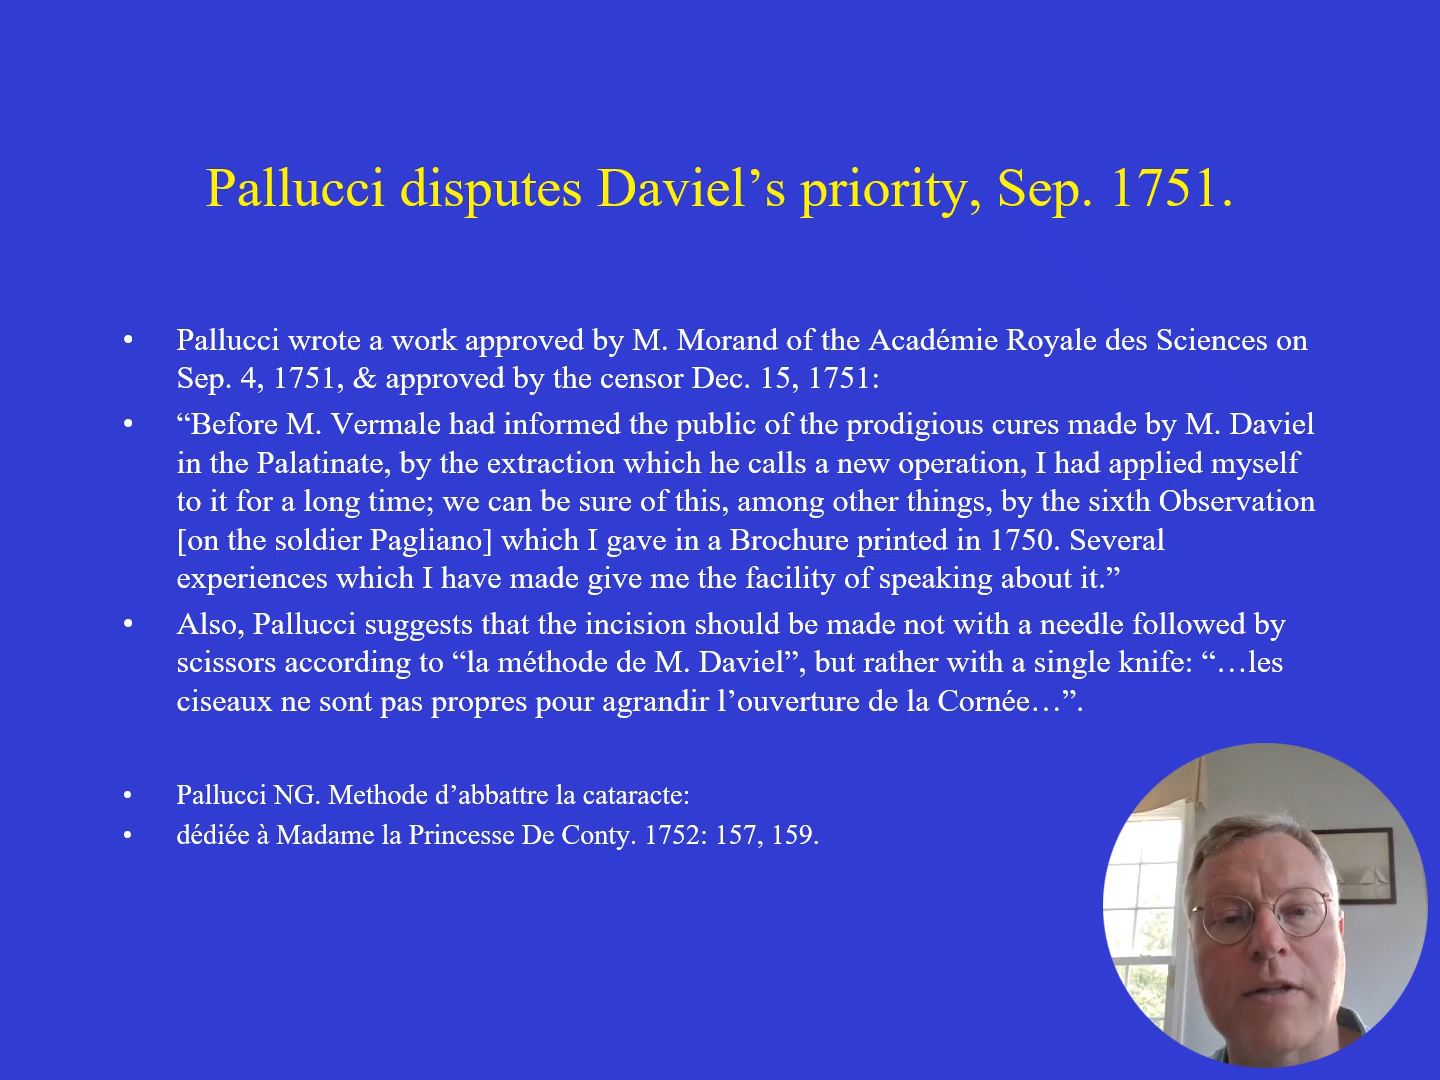 Pallucci disputes Daviel’s priority, Sep. 1751.
• Pallucci wrote a work approved by M. Morand of the Académie Royale des Sciences on
Sep. 4, 1751, & approved by the censor Dec. 15, 1751:
• “Before M. Vermale had informed the public of the prodigious cures made by M. Daviel
in the Palatinate, by the extraction which he calls a new operation, I had applied myself
to it for a long time; we can be sure of this, among other things, by the sixth Observation
[on the soldier Pagliano] which I gave in a Brochure printed in 1750. Several
experiences which I have made give me the facility of speaking about it.”
• Also, Pallucci suggests that the incision should be made not with a needle followed by
scissors according to “la méthode de M. Daviel”, but rather with a single knife: “…les
ciseaux ne sont pas propres pour agrandir l’ouverture de la Cornée…”.
• Pallucci NG. Methode d’abbattre la cataracte:
• dédiée à Madame la Princesse De Conty. 1752: 157, 159.